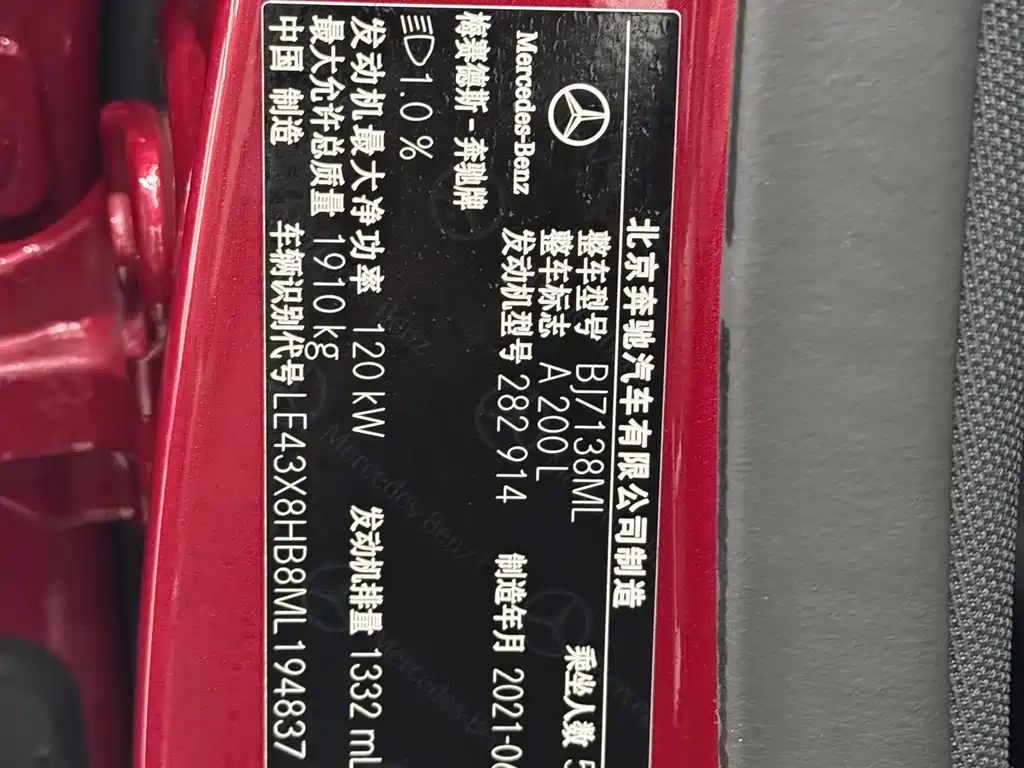 北京奔驰汽车有限公司制造
Mercedes-Benz
梅赛德斯-奔驰牌
整车型号 BJ7138ML
乘坐人数 5
整车标志 A 200 L
发动机型号 282 914
制造年月 2021-0
1.0 %
发动机最大净功率 120 kW
发动机排量 1332 mL
最大允许总质量 1910 kg
中国 制造
车辆识别代号 LE43X8HB8ML194837